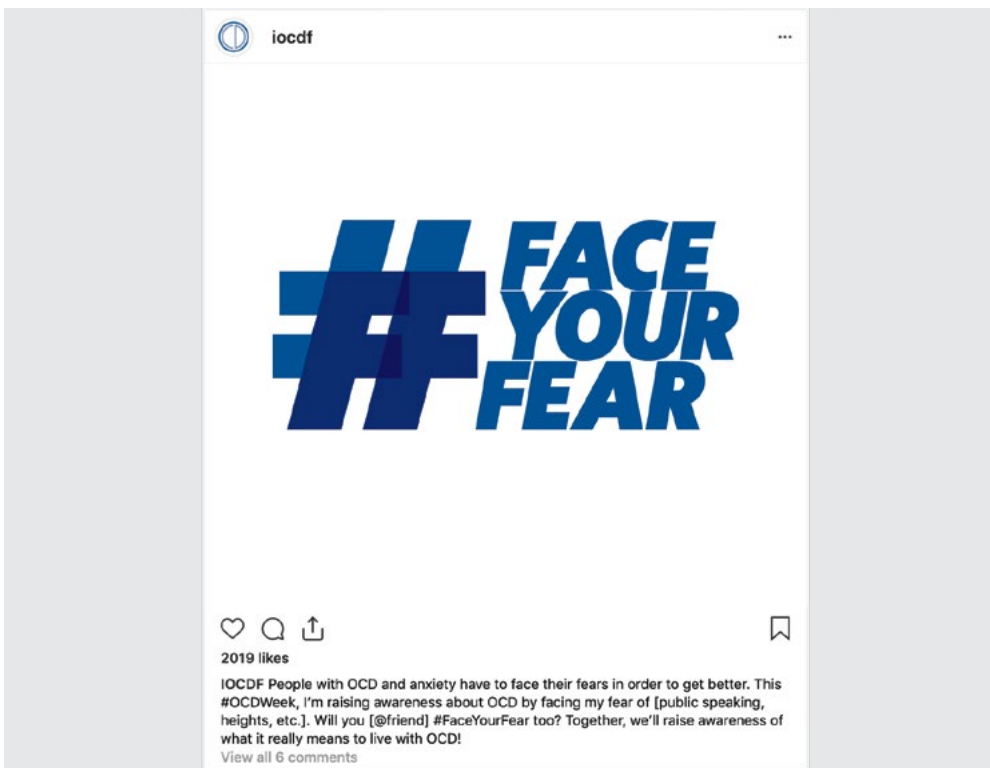 iocdf
#FACE
YOUR
FEAR
2019 likes
IOCDF People with OCD and anxiety have to face their fears in order to get better. This
#OCDWeek, I'm raising awareness about OCD by facing my fear of [public speaking,
heights, etc.]. Will you [@friend] #FaceYourFear too? Together, we'll raise awareness of
what it really means to live with OCD!
View all 6 comments